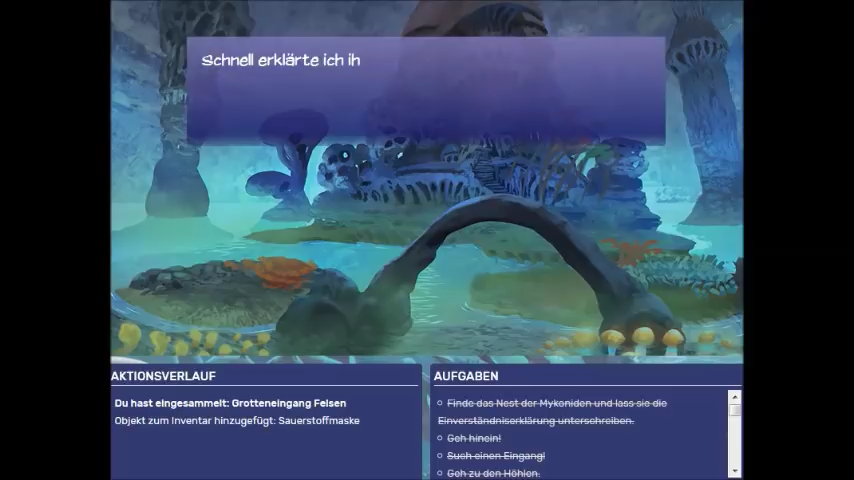 Schnell erklärte ich ih
AKTIONSVERLAUF
Du hast eingesammelt: Grotteneingang Felsen
Objekt zum Inventar hinzugefügt: Sauerstoffmaske
AUFGABEN
Finde das Nest der Mykoniden und lass sie die
Einverständniserklärung unterschreiben.
Geh hinein!
Such einen Eingang!
Geh zu den Höhlen.